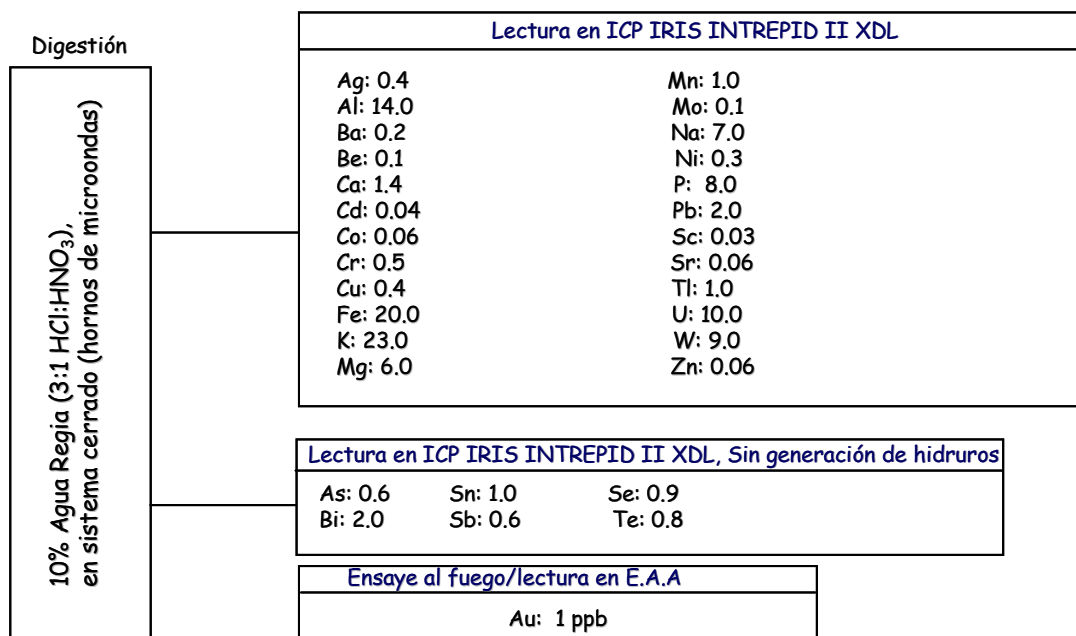 Digestión
10% Agua Regia (3:1 HCl:HNO₃),
en sistema cerrado (hornos de microondas)
Lectura en ICP IRIS INTREPID II XDL
Ag: 0.4
Al: 14.0
Ba: 0.2
Be: 0.1
Ca: 1.4
Cd: 0.04
Co: 0.06
Cr: 0.5
Cu: 0.4
Fe: 20.0
K: 23.0
Mg: 6.0
Mn: 1.0
Mo: 0.1
Na: 7.0
Ni: 0.3
P: 8.0
Pb: 2.0
Sc: 0.03
Sr: 0.06
Tl: 1.0
U: 10.0
W: 9.0
Zn: 0.06
Lectura en ICP IRIS INTREPID II XDL, Sin generación de hidruros
As: 0.6 Sn: 1.0 Se: 0.9
Bi: 2.0 Sb: 0.6 Te: 0.8
Ensaye al fuego/lectura en E.A.A
Au: 1 ppb